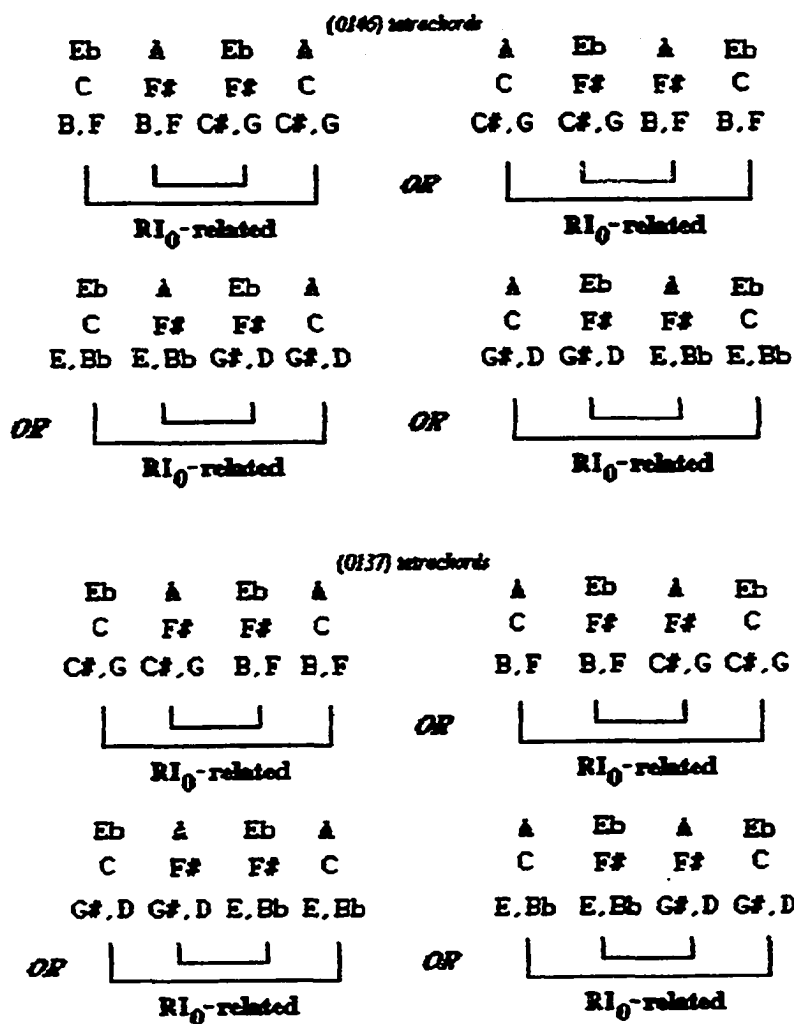 (0146) tetrachords
Eb A Eb A
C F# F# C
B,F B,F C#,G C#,G
RI0-related
OR
A Eb A Eb
C F# F# C
C#,G C#,G B,F B,F
RI0-related
OR
Eb A Eb A
C F# F# C
E,Bb E,Bb G#,D G#,D
RI0-related
OR
A Eb A Eb
C F# F# C
G#,D G#,D E,Bb E,Bb
RI0-related
(0137) tetrachords
Eb A Eb A
C F# F# C
C#,G C#,G B,F B,F
RI0-related
OR
A Eb A Eb
C F# F# C
B,F B,F C#,G C#,G
RI0-related
OR
Eb A Eb A
C F# F# C
G#,D G#,D E,Bb E,Bb
RI0-related
OR
A Eb A Eb
C F# F# C
E,Bb E,Bb G#,D G#,D
RI0-related